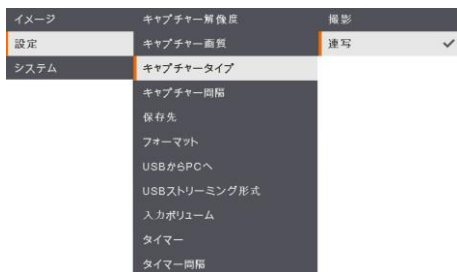 イメージ
設定
システム
キャプチャー解像度
キャプチャー画質
キャプチャータイプ
キャプチャー間隔
保存先
フォーマット
USBからPCへ
USBストリーミング形式
入力ボリューム
タイマー
タイマー間隔
撮影
連写